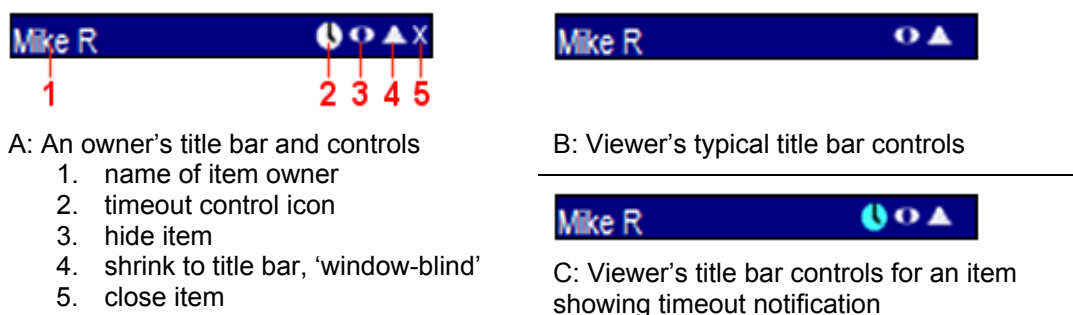 Mike R X
1 2 3 4 5
A: An owner’s title bar and controls
1. name of item owner
2. timeout control icon
3. hide item
4. shrink to title bar, ‘window-blind’
5. close item
Mike R
B: Viewer’s typical title bar controls
Mike R
C: Viewer’s title bar controls for an item
showing timeout notification